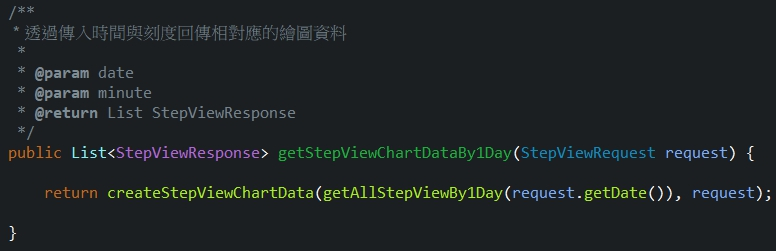 /**
 * 透過傳入時間與刻度回傳相對應的繪圖資料
 *
 * @param date
 * @param minute
 * @return List StepViewResponse
 */
public List<StepViewResponse> getStepViewChartDataBy1Day(StepViewRequest request) {
    return createStepViewChartData(getAllStepViewBy1Day(request.getDate()), request);
}